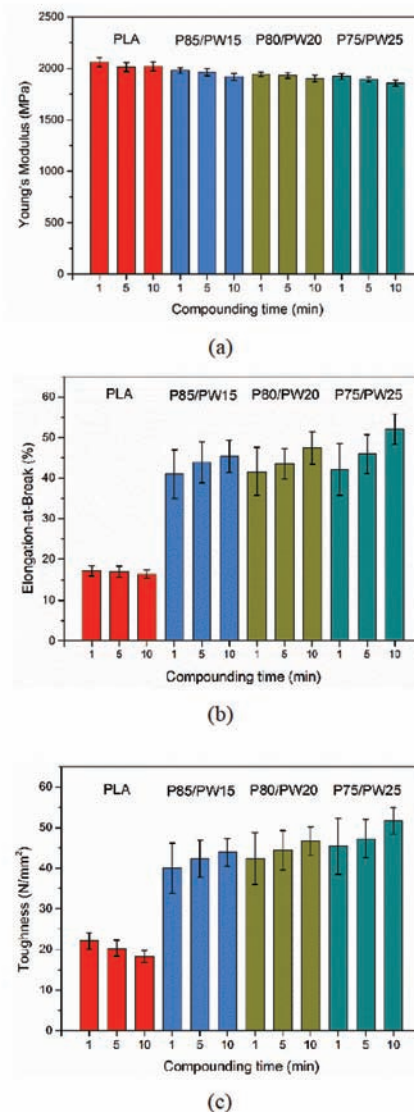 PLA P85/PW15 P80/PW20 P75/PW25
2500
2000
1500
1000
500
0
Young's Modulus (MPa)
1 5 10 1 5 10 1 5 10 1 5 10
Compounding time (min)
(a)
PLA P85/PW15 P80/PW20 P75/PW25
60
50
40
30
20
10
0
Elongation-at-Break (%)
1 5 10 1 5 10 1 5 10 1 5 10
Compounding time (min)
(b)
PLA P85/PW15 P80/PW20 P75/PW25
60
50
40
30
20
10
0
Toughness (N/mm²)
1 5 10 1 5 10 1 5 10 1 5 10
Compounding time (min)
(c)